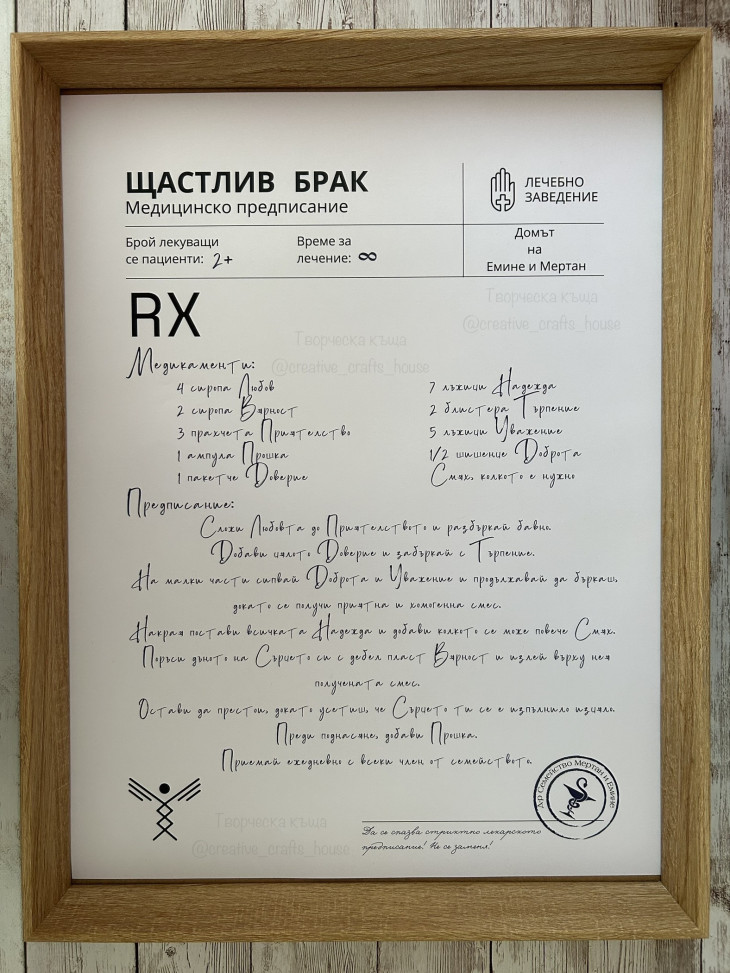 ЩАСТЛИВ БРАК
Медицинско предписание
ЛЕЧЕБНО
ЗАВЕДЕНИЕ
Брой лекуващи
се пациенти: 2+
Време за
лечение: ∞
Домът
на
Емине и Мертан
Творческа къща
@creative_crafts_house
RX
Творческа къща
@creative_crafts_house
Медикаменти:
4 сиропа Любов
2 сиропа Вярност
3 прахчета Приятелство
1 ампула Прошка
1 пакетче Доверие
7 лъжици Надежда
2 блистера Търпение
5 лъжици Уважение
1/2 шишенце Доброта
Смях, колкото е нужно
Предписание:
Сложи Любовта до Приятелството и разбъркай бавно.
Добави цялото Доверие и забъркай с Търпение.
На малки части сипвай Доброта и Уважение и продължавай да бъркаш,
докато се получи приятна и хомогенна смес.
Накрая постави всичката Надежда и добави колкото се може повече Смях.
Поръси дъното на Сърцето си с дебел пласт Вярност и излей върху нея
получената смес.
Остави да престои, докато усетиш, че Сърцето ти се е изпълнило изцяло.
Преди поднасяне, добави Прошка.
Приемай ежедневно с всеки член от семейството.
Д-р Семейство Мертан и Емине
Творческа къща
@creative_crafts_house
Да се спазва стриктно лекарското
предписание! Не се заменя!